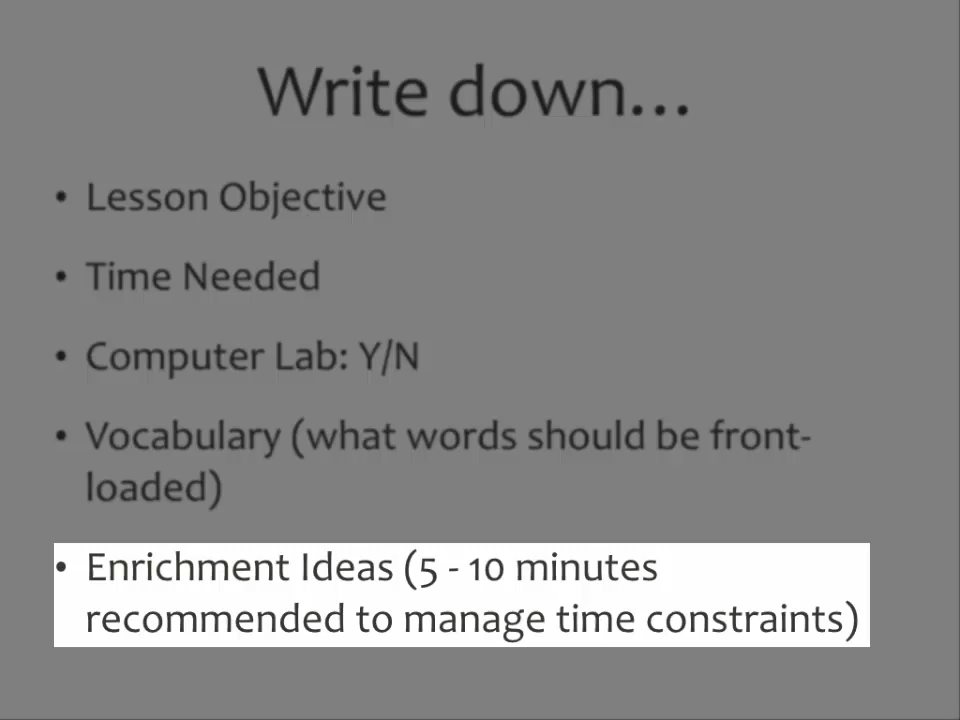 Write down...
• Lesson Objective
• Time Needed
• Computer Lab: Y/N
• Vocabulary (what words should be front-
loaded)
• Enrichment Ideas (5 - 10 minutes
recommended to manage time constraints)